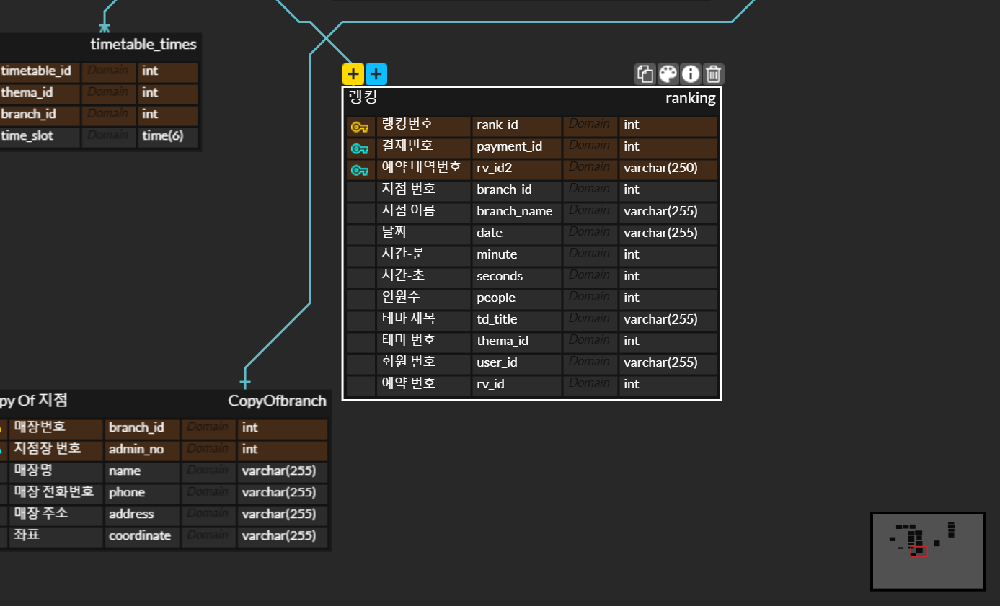 timetable_times
timetable_id Domain int
thema_id Domain int
branch_id Domain int
time_slot Domain time(6)
랭킹 ranking
랭킹번호 rank_id Domain int
결제번호 payment_id Domain int
예약 내역번호 rv_id2 Domain varchar(250)
지점 번호 branch_id Domain int
지점 이름 branch_name Domain varchar(255)
날짜 date Domain varchar(255)
시간-분 minute Domain int
시간-초 seconds Domain int
인원수 people Domain int
테마 제목 td_title Domain varchar(255)
테마 번호 thema_id Domain int
회원 번호 user_id Domain varchar(255)
예약 번호 rv_id Domain int
py Of 지점 CopyOfbranch
매장번호 branch_id Domain int
지점장 번호 admin_no Domain int
매장명 name Domain varchar(255)
매장 전화번호 phone Domain varchar(255)
매장 주소 address Domain varchar(255)
좌표 coordinate Domain varchar(255)